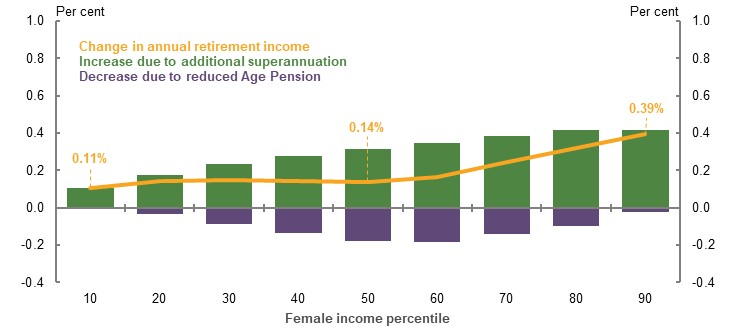 Per cent Per cent
1.0 1.0
Change in annual retirement income
Increase due to additional superannuation
Decrease due to reduced Age Pension
0.8 0.8
0.6 0.6
0.39%
0.14%
0.4 0.4
0.11%
0.2 0.2
0.0 0.0
-0.2 -0.2
-0.4 -0.4
10 20 30 40 50 60 70 80 90
Female income percentile